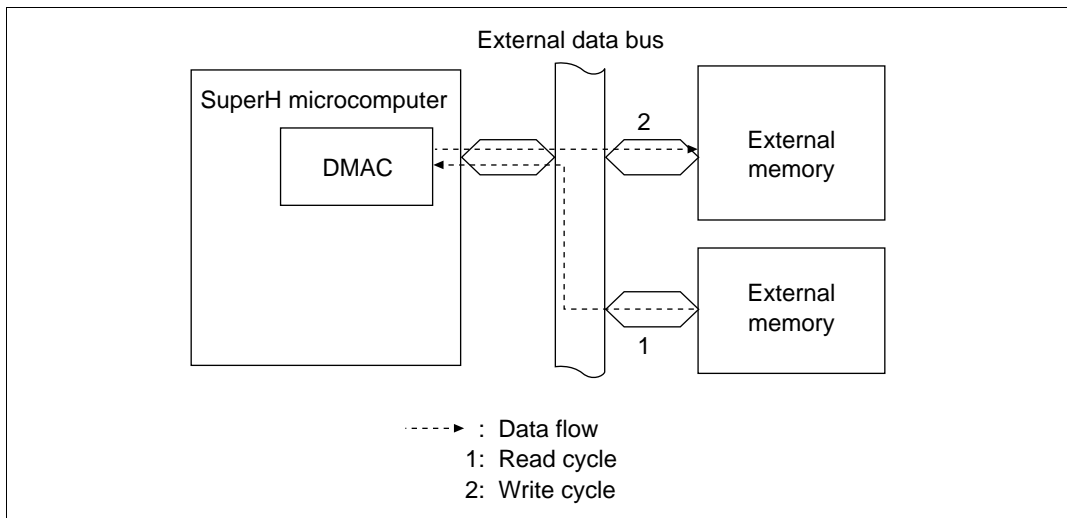 External data bus
SuperH microcomputer
DMAC
2
External
memory
External
memory
1
: Data flow
1: Read cycle
2: Write cycle